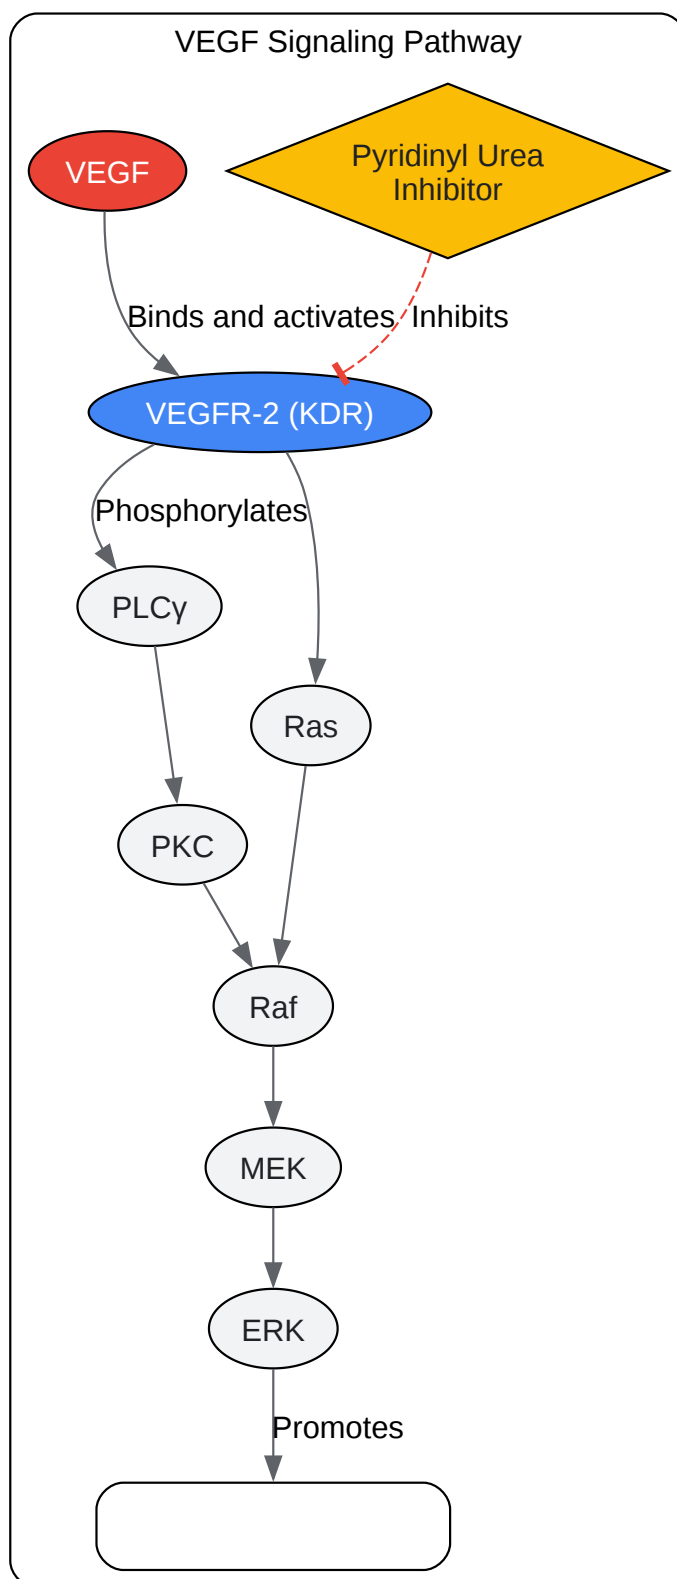 VEGF Signaling Pathway
VEGF
Pyridinyl Urea
Inhibitor
Binds and activates
Inhibits
VEGFR-2 (KDR)
Phosphorylates
PLCγ
Ras
PKC
Raf
MEK
ERK
Promotes